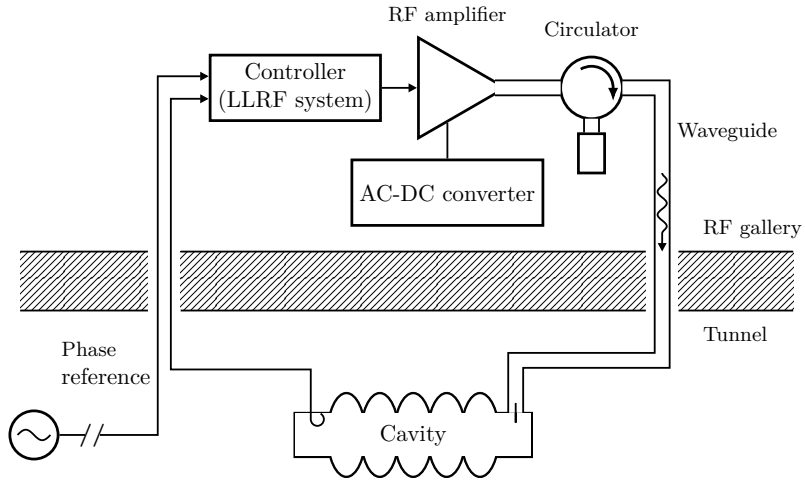 RF amplifier
Circulator
Controller
(LLRF system)
Waveguide
AC-DC converter
RF gallery
Tunnel
Phase
reference
Cavity